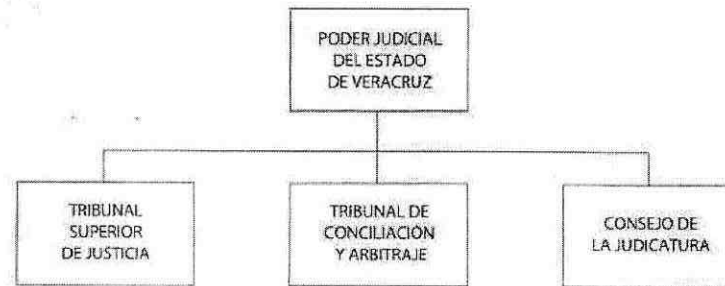 PODER JUDICIAL
DEL ESTADO
DE VERACRUZ
TRIBUNAL
SUPERIOR
DE JUSTICIA
TRIBUNAL DE
CONCILIACIÓN
Y ARBITRAJE
CONSEJO DE
LA JUDICATURA